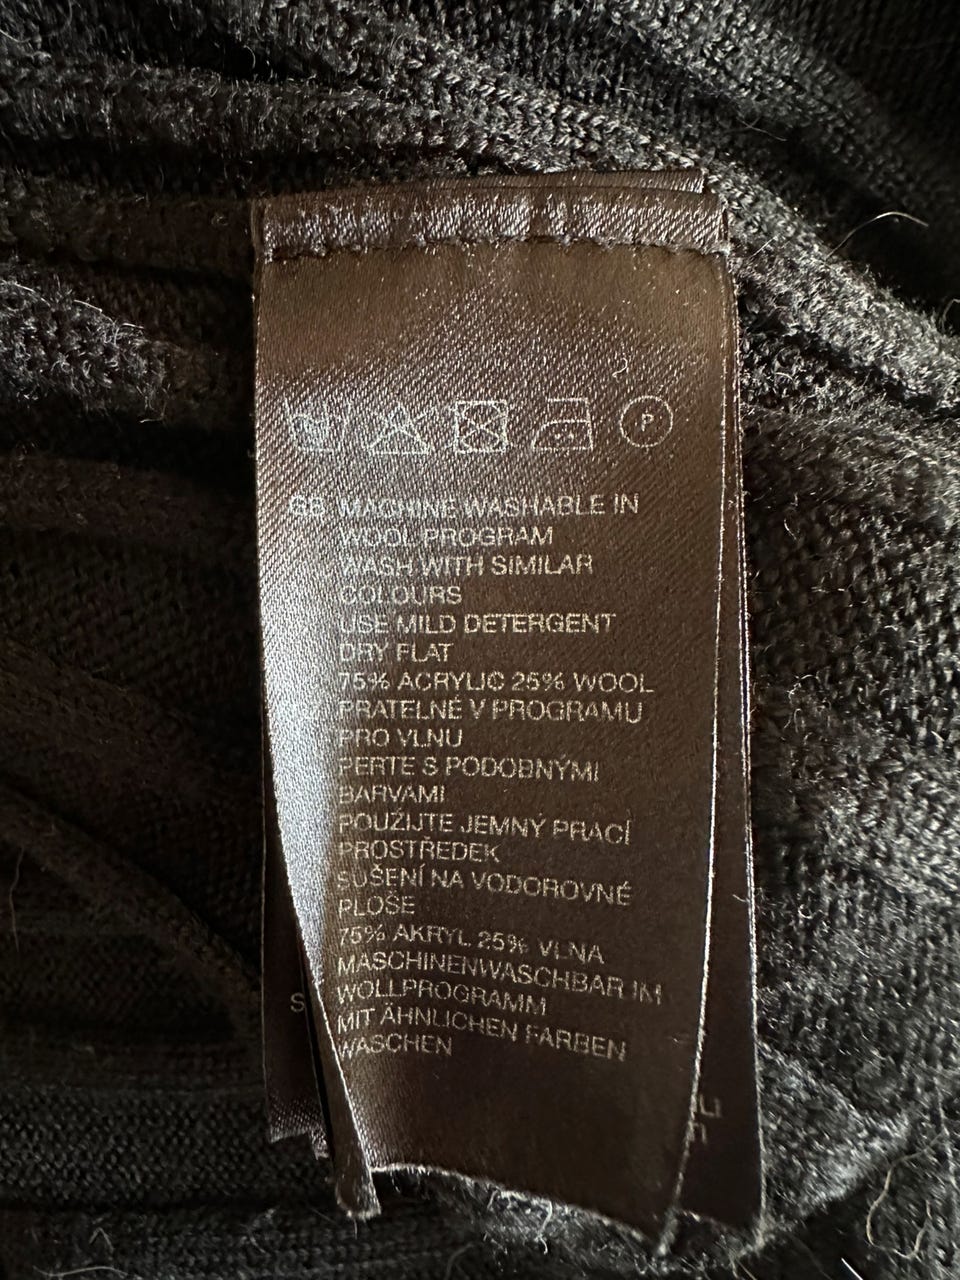 P
GB MACHINE WASHABLE IN
WOOL PROGRAM
WASH WITH SIMILAR
COLOURS
USE MILD DETERGENT
DRY FLAT
75% ACRYLIC 25% WOOL
PRATELNÉ V PROGRAMU
PRO VLNU
PERTE S PODOBNÝMI
BARVAMI
POUŽIJTE JEMNÝ PRACÍ
PROSTŘEDEK
SUŠENÍ NA VODOROVNÉ
PLOŠE
75% AKRYL 25% VLNA
MASCHINENWASCHBAR IM
WOLLPROGRAMM
MIT ÄHNLICHEN FARBEN
WASCHEN
S